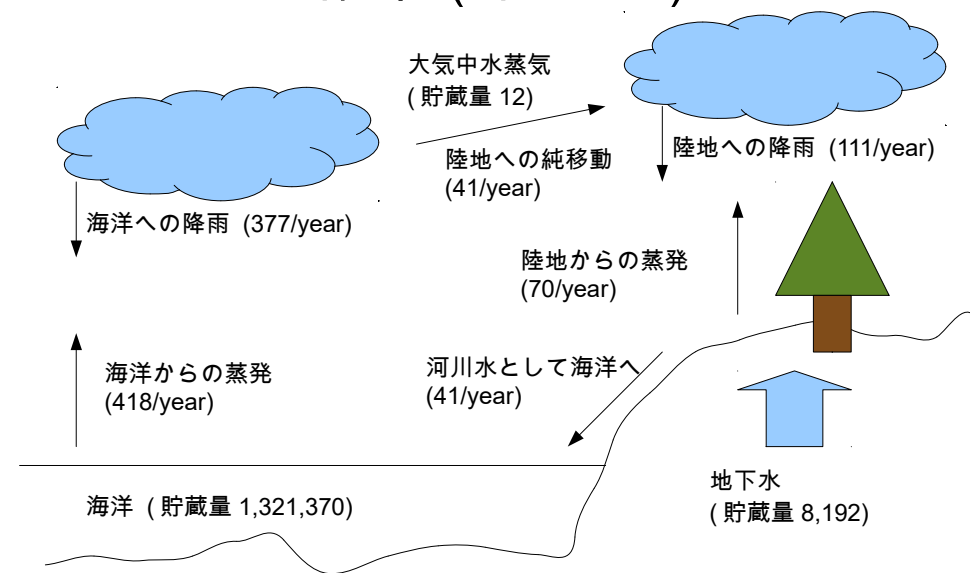 大気中水蒸気
( 貯蔵量 12)
陸地への純移動
(41/year)
陸地への降雨 (111/year)
海洋への降雨 (377/year)
陸地からの蒸発
(70/year)
海洋からの蒸発
(418/year)
河川水として海洋へ
(41/year)
海洋 ( 貯蔵量 1,321,370)
地下水
( 貯蔵量 8,192)